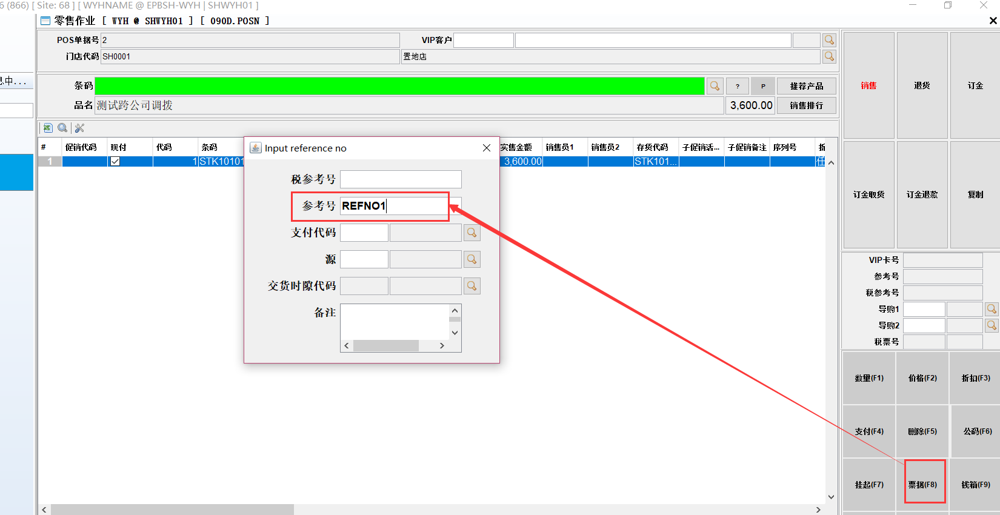 6 (866) [ Site: 68 ] [ WYHNAME @ EPBSH-WYH | SHWYH01 ]
零售作业 [ WYH @ SHWYH01 ] [ 090D.POSN ]
POS单据号 2 VIP客户
门店代码 SH0001 置地店
息中...
条码 ? P 推荐产品
品名 测试跨公司调拨 3,600.00 销售排行
销售 退货 订金
# 促销代码 现付 代码 条码 实售金额 销售员1 销售员2 存货代码 子促销话... 子促销备注 序列号 折
1 1 STK10101 3,600.00 STK101... 任
Input reference no
税参考号
参考号 REFNO1
支付代码
源
交货时隙代码
备注
订金取货 订金退款 复制
VIP卡号
参考号
税参考号
导购1
导购2
税票号
数量(F1) 价格(F2) 折扣(F3)
支付(F4) 删除(F5) 公码(F6)
挂起(F7) 票据(F8) 钱箱(F9)